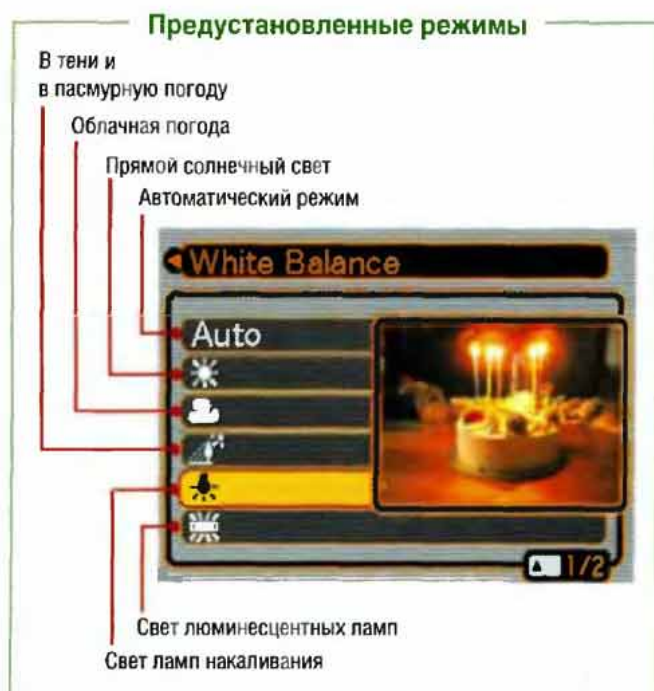 Предустановленные режимы
В тени и
в пасмурную погоду
Облачная погода
Прямой солнечный свет
Автоматический режим
White Balance
Auto
1/2
Свет люминесцентных ламп
Свет ламп накаливания